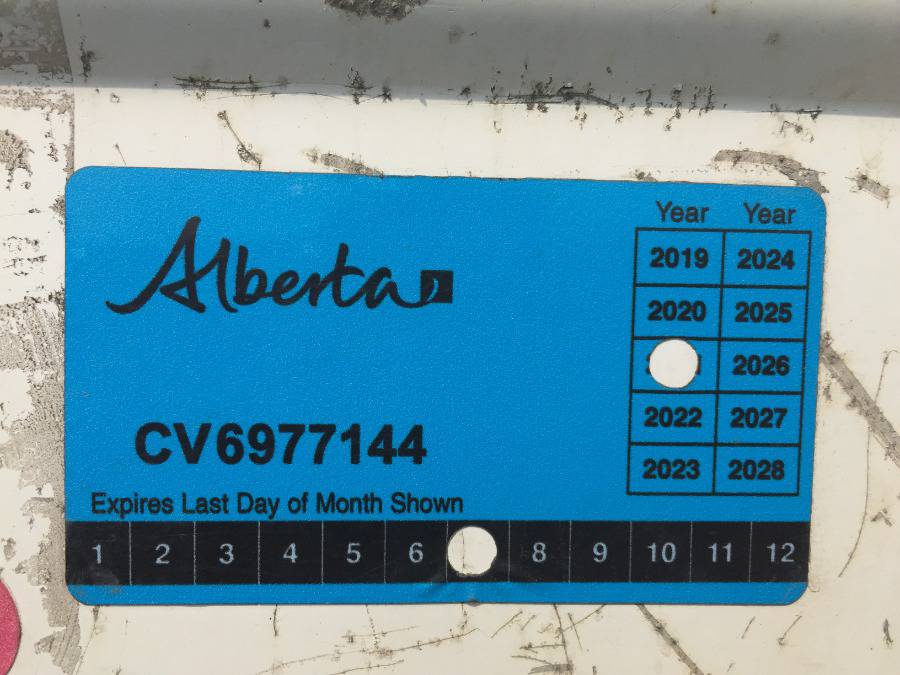 Alberta
Year Year
2019 2024
2020 2025
2026
2022 2027
2023 2028
CV6977144
Expires Last Day of Month Shown
1 2 3 4 5 6 8 9 10 11 12